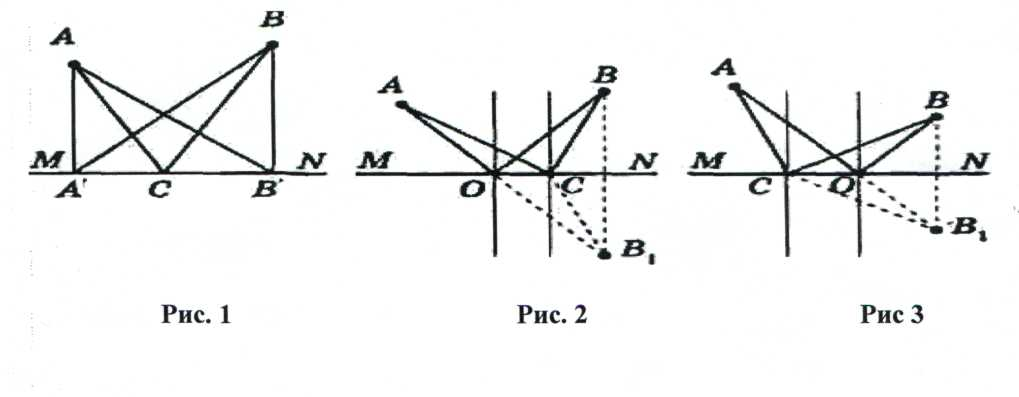 A B
M A' C B' N
Рис. 1
A B
M O C N
B₁
Рис. 2
A B
M C O N
B₁
Рис 3